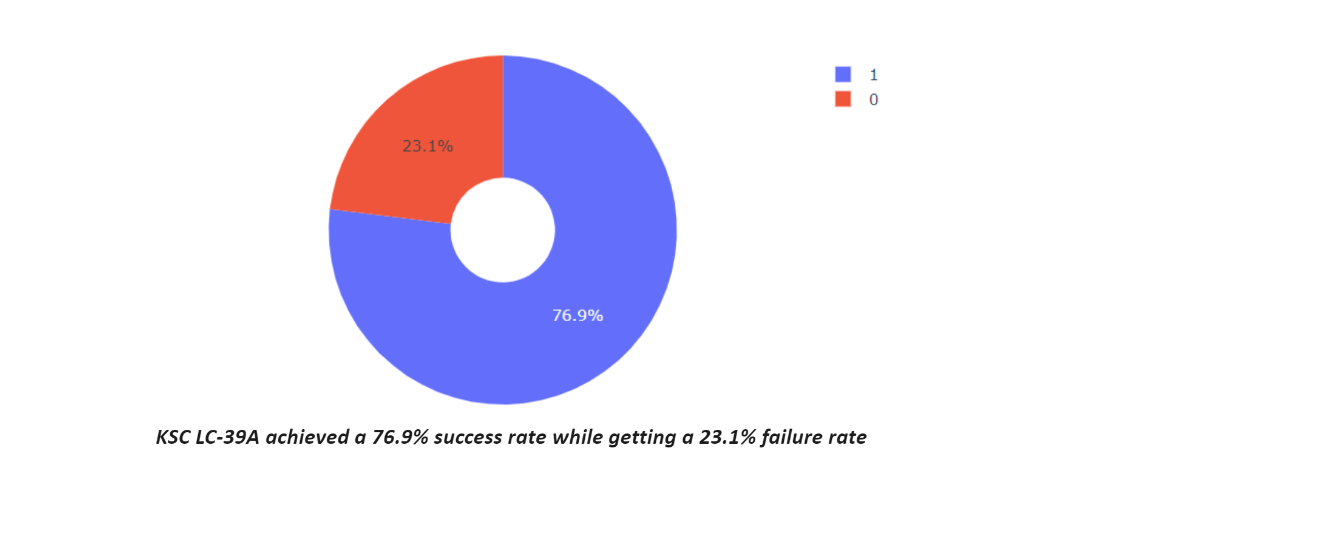 1
0
23.1%
76.9%
KSC LC-39A achieved a 76.9% success rate while getting a 23.1% failure rate